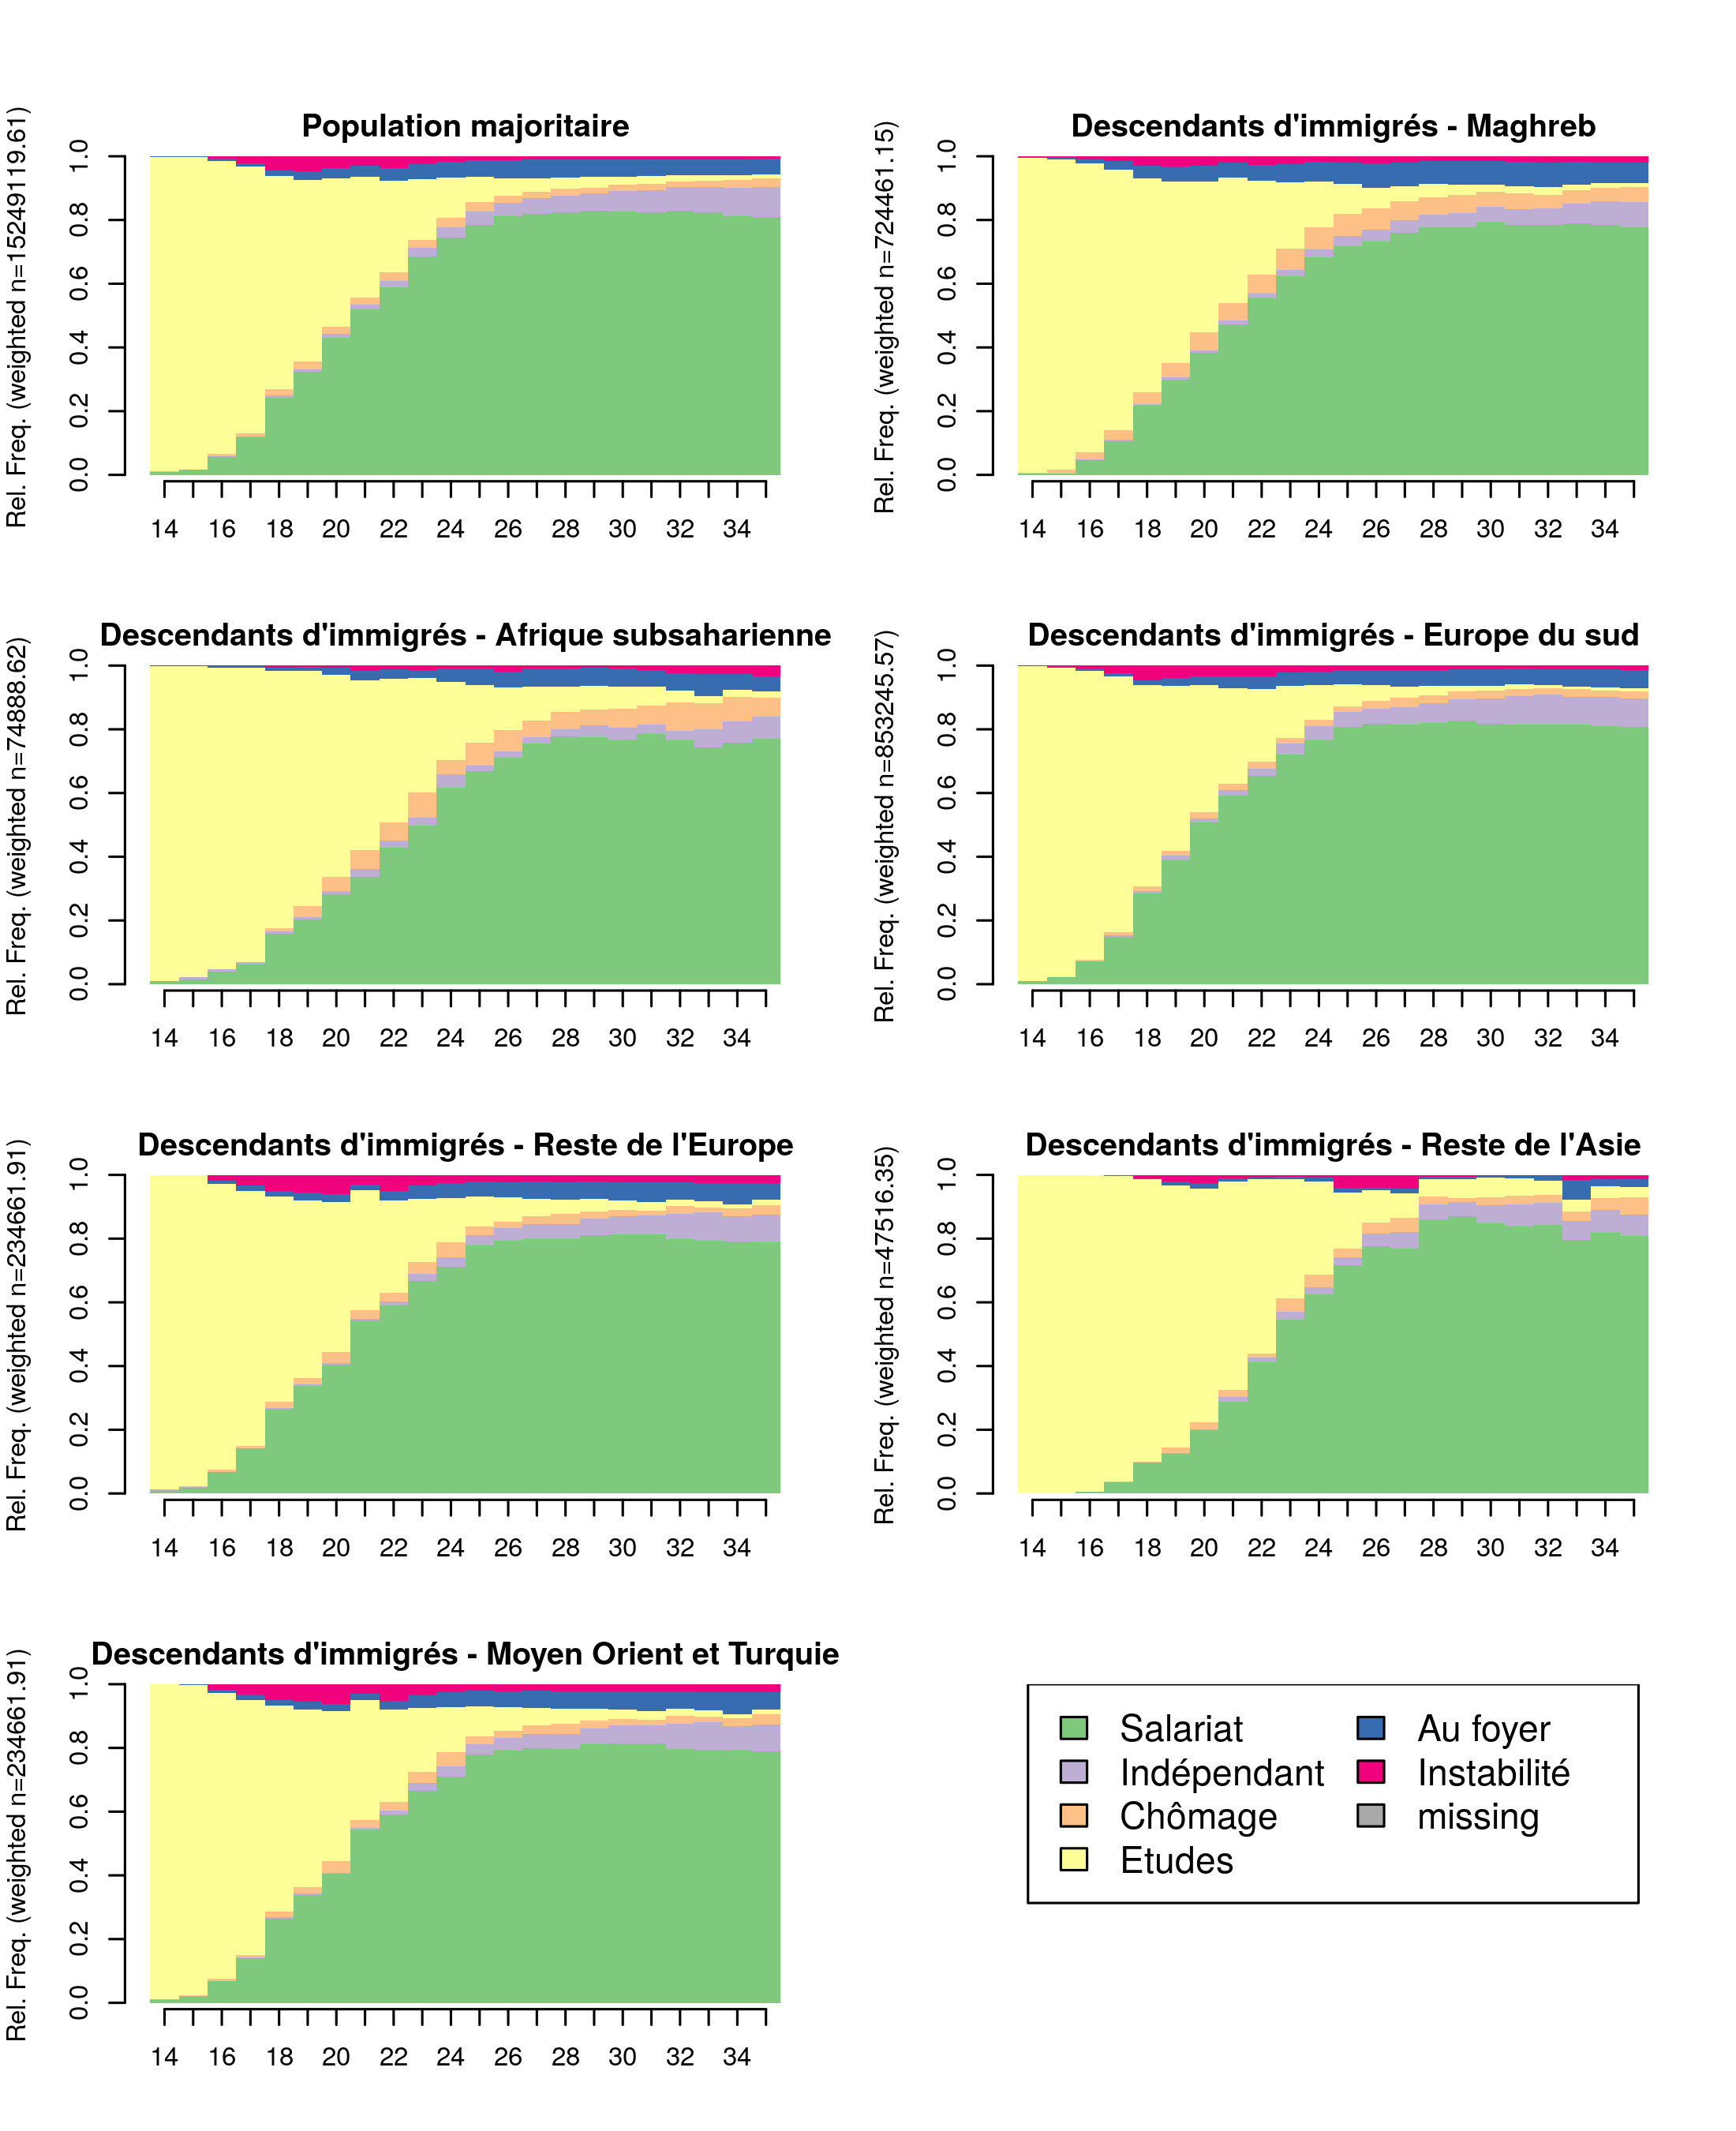 Population majoritaire
Rel. Freq. (weighted n=15249119.61)
0.0 0.2 0.4 0.6 0.8 1.0
14 16 18 20 22 24 26 28 30 32 34
Descendants d'immigrés - Maghreb
Rel. Freq. (weighted n=724461.15)
0.0 0.2 0.4 0.6 0.8 1.0
14 16 18 20 22 24 26 28 30 32 34
Descendants d'immigrés - Afrique subsaharienne
Rel. Freq. (weighted n=74888.62)
0.0 0.2 0.4 0.6 0.8 1.0
14 16 18 20 22 24 26 28 30 32 34
Descendants d'immigrés - Europe du sud
Rel. Freq. (weighted n=853245.57)
0.0 0.2 0.4 0.6 0.8 1.0
14 16 18 20 22 24 26 28 30 32 34
Descendants d'immigrés - Reste de l'Europe
Rel. Freq. (weighted n=234661.91)
0.0 0.2 0.4 0.6 0.8 1.0
14 16 18 20 22 24 26 28 30 32 34
Descendants d'immigrés - Reste de l'Asie
Rel. Freq. (weighted n=47516.35)
0.0 0.2 0.4 0.6 0.8 1.0
14 16 18 20 22 24 26 28 30 32 34
Descendants d'immigrés - Moyen Orient et Turquie
Rel. Freq. (weighted n=234661.91)
0.0 0.2 0.4 0.6 0.8 1.0
14 16 18 20 22 24 26 28 30 32 34
Salariat
Indépendant
Chômage
Etudes
Au foyer
Instabilité
missing